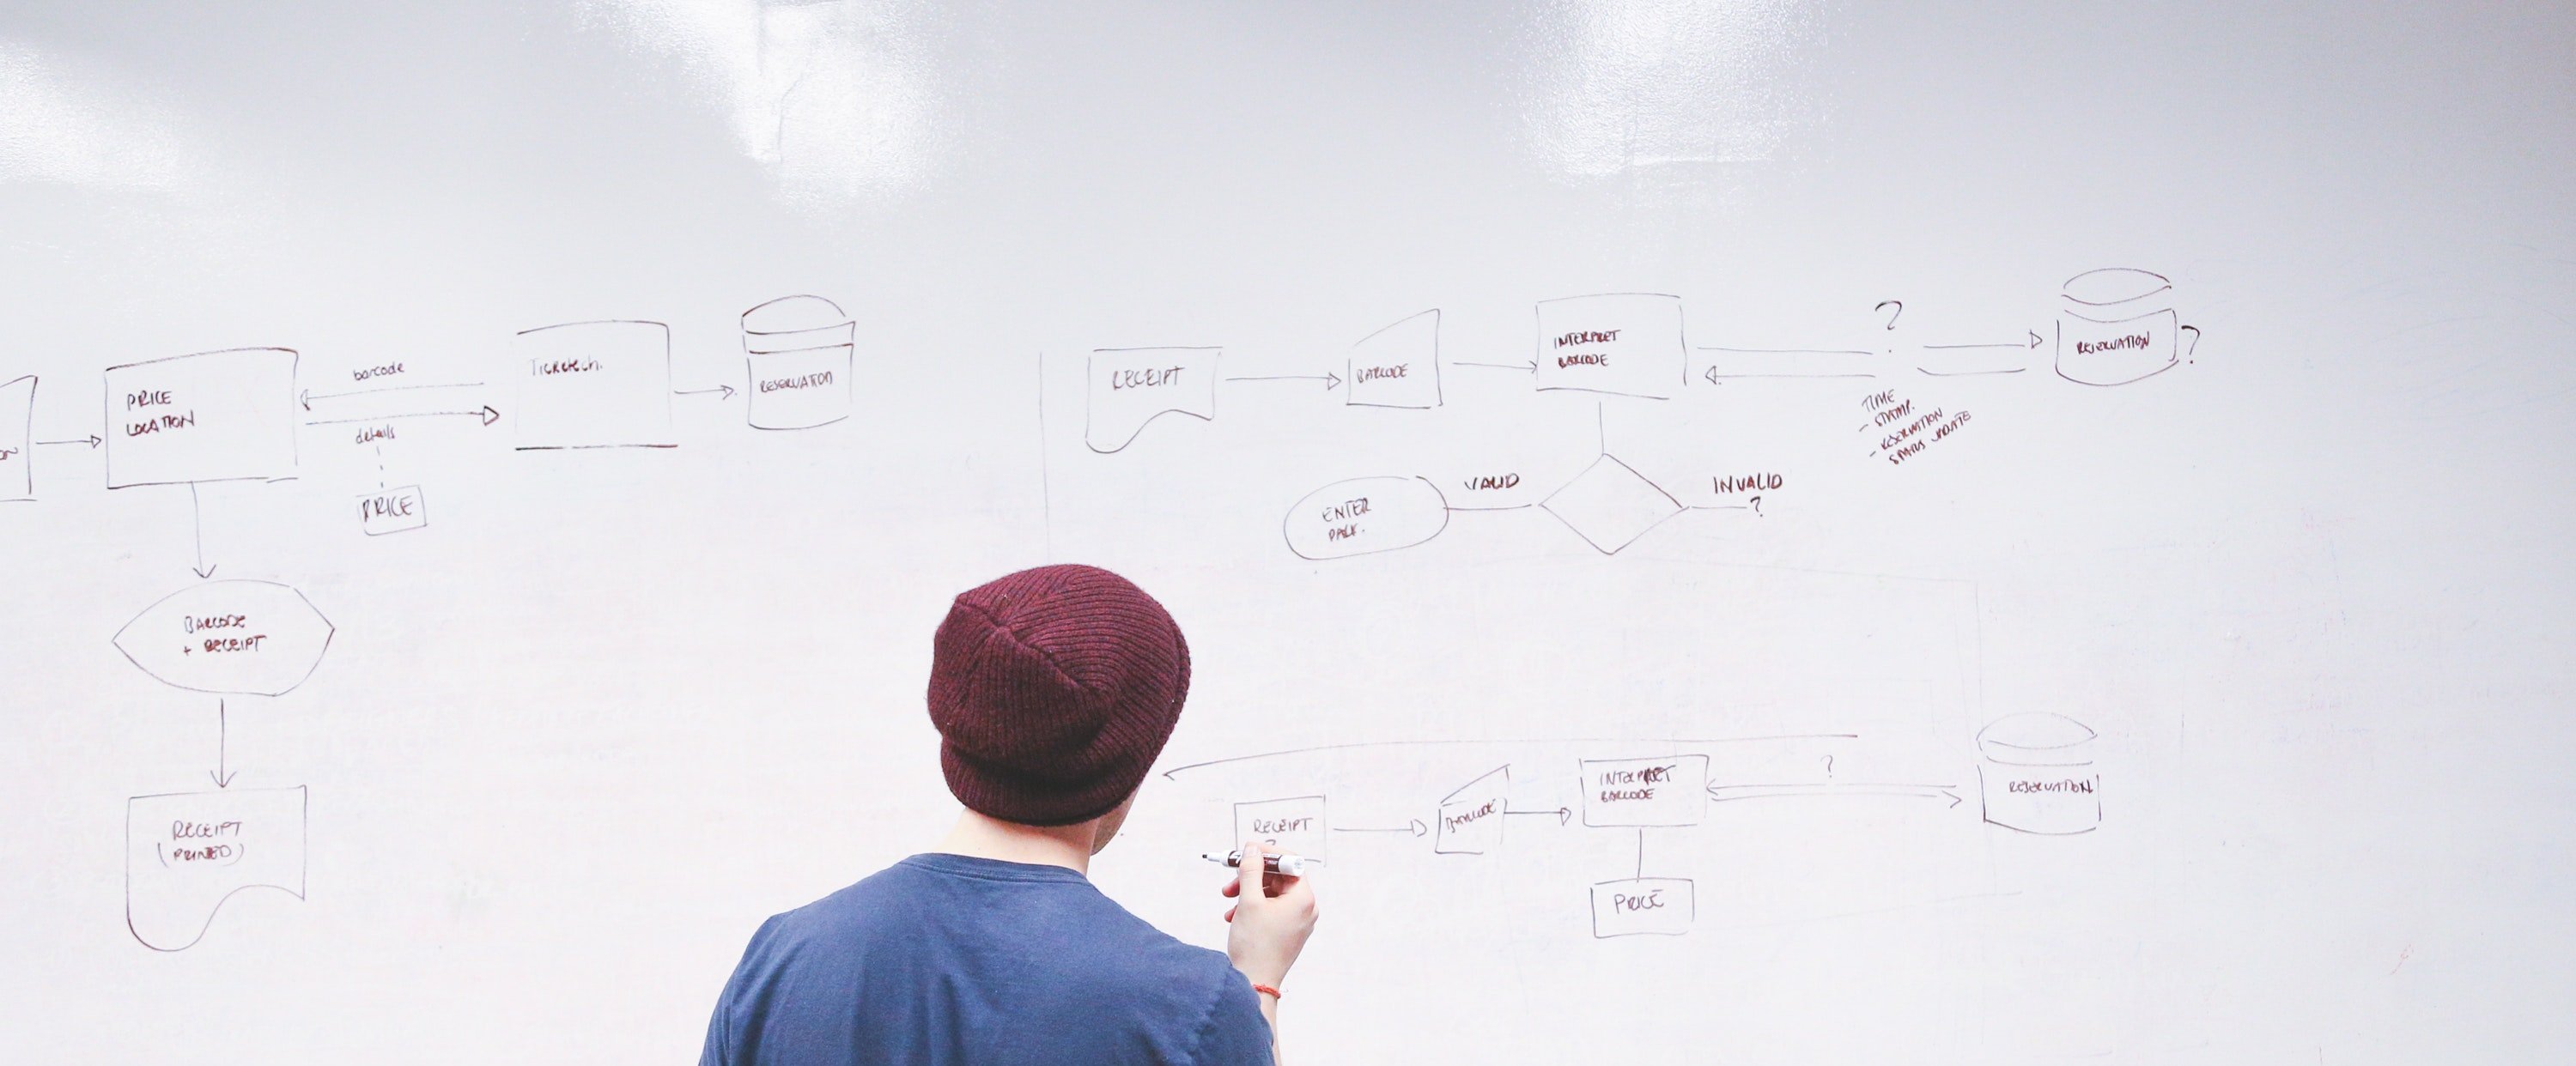 ON
PRICE
LOCATION
barcode
details
PRICE
Ticketech.
RESERVATION
BARCODE
+ RECEIPT
RECEIPT
(PRINTED)
RECEIPT
BARCODE
INTERPRET
BARCODE
?
TIME
- STAMP.
- RESERVATION
STATUS UPDATE
RESERVATION
?
VALID
INVALID
?
ENTER
PARK.
RECEIPT
?
BARCODE
INTERPRET
BARCODE
?
RESERVATION
PRICE